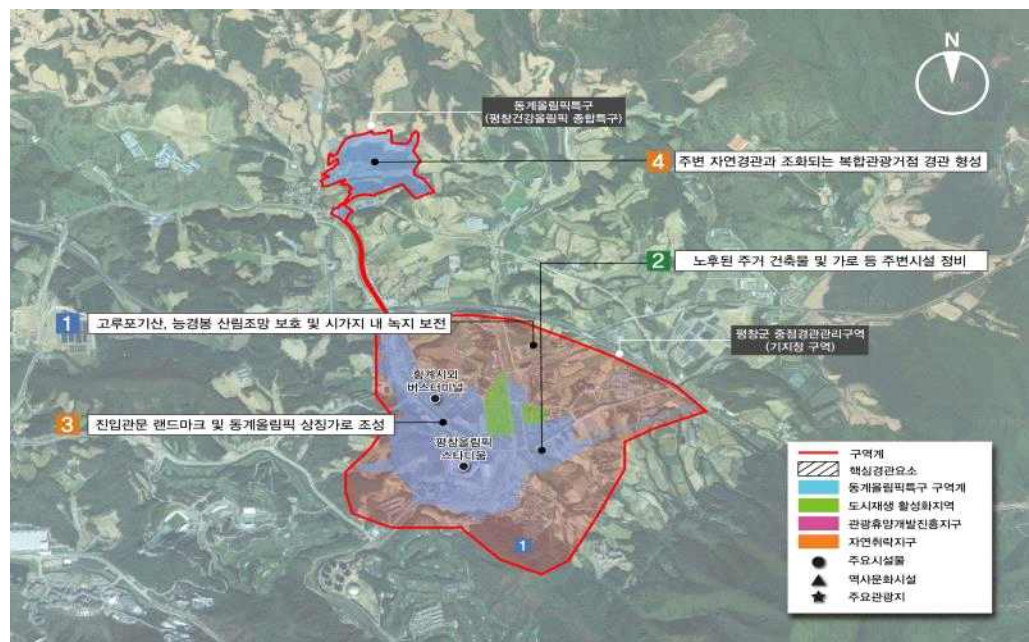 N
동계올림픽특구
(평창건강올림픽 종합특구)
4 주변 자연경관과 조화되는 복합관광거점 경관 형성
2 노후된 주거 건축물 및 가로 등 주변시설 정비
1 고루포기산, 능경봉 산림조망 보호 및 시가지 내 녹지 보전
평창군 중점경관관리구역
(기지정 구역)
횡계시외
버스터미널
3 진입관문 랜드마크 및 동계올림픽 상징가로 조성
평창올림픽
스타디움
1
구역계
핵심경관요소
동계올림픽특구 구역계
도시재생 활성화지역
관광휴양개발진흥지구
자연취락지구
주요시설물
역사문화시설
주요관광지